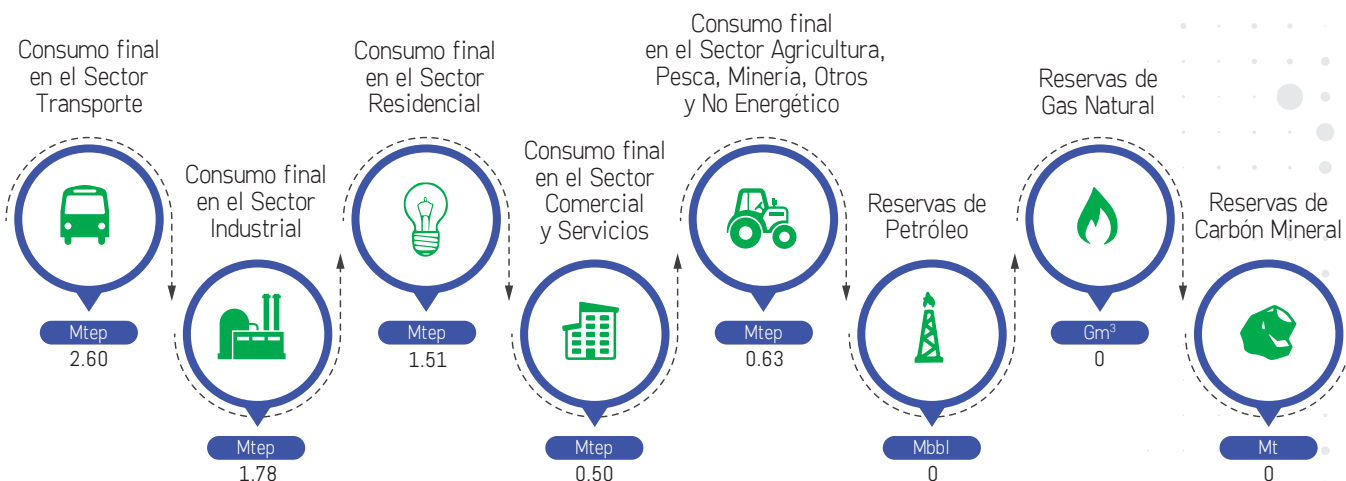 Consumo final
en el Sector
Transporte
Mtep
2.60
Consumo final
en el Sector
Industrial
Mtep
1.78
Consumo final
en el Sector
Residencial
Mtep
1.51
Consumo final
en el Sector
Comercial
y Servicios
Mtep
0.50
Consumo final
en el Sector Agricultura,
Pesca, Minería, Otros
y No Energético
Mtep
0.63
Reservas de
Petróleo
Mbbl
0
Reservas de
Gas Natural
Gm³
0
Reservas de
Carbón Mineral
Mt
0